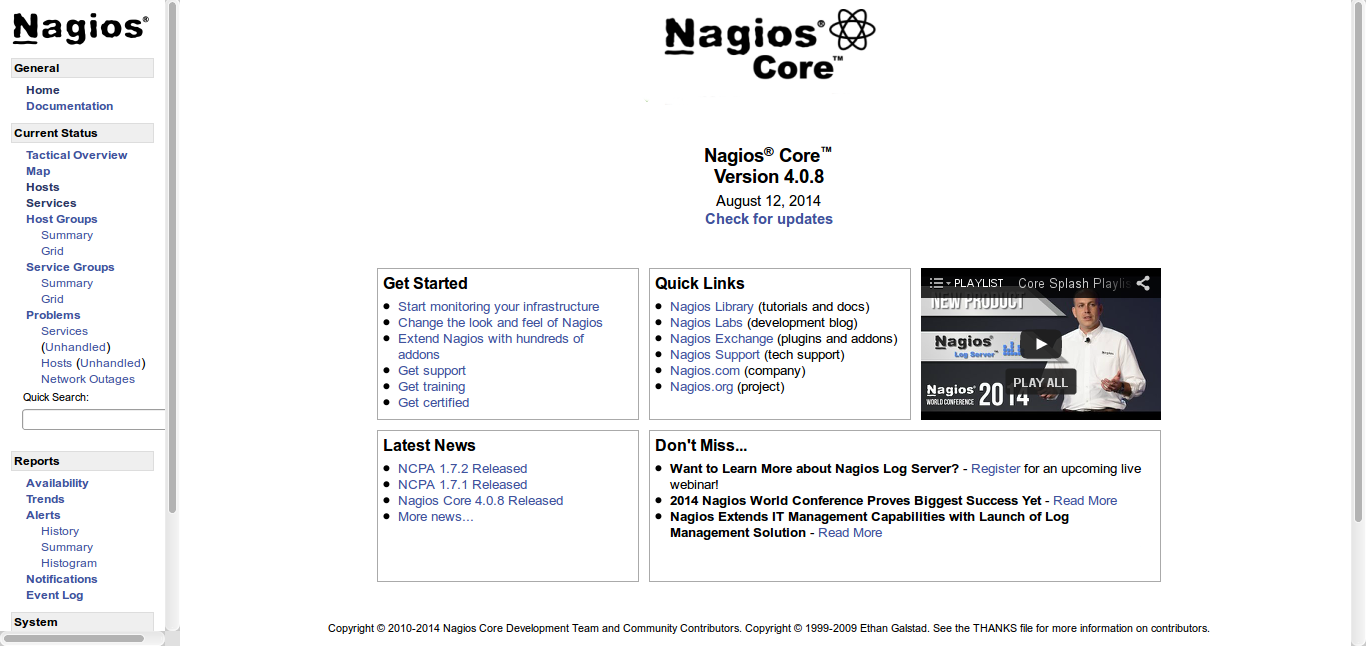 Nagios®
General
Home
Documentation
Current Status
Tactical Overview
Map
Hosts
Services
Host Groups
Summary
Grid
Service Groups
Summary
Grid
Problems
Services
(Unhandled)
Hosts (Unhandled)
Network Outages
Quick Search:
Reports
Availability
Trends
Alerts
History
Summary
Histogram
Notifications
Event Log
System
Nagios®
Core™
Nagios® Core™
Version 4.0.8
August 12, 2014
Check for updates
Get Started
Start monitoring your infrastructure
Change the look and feel of Nagios
Extend Nagios with hundreds of
addons
Get support
Get training
Get certified
Quick Links
Nagios Library (tutorials and docs)
Nagios Labs (development blog)
Nagios Exchange (plugins and addons)
Nagios Support (tech support)
Nagios.com (company)
Nagios.org (project)
PLAYLIST Core Splash Playlis
NEW PRODUCT
Nagios®
Log Server™
PLAY ALL
Nagios® 2014
WORLD CONFERENCE
Latest News
NCPA 1.7.2 Released
NCPA 1.7.1 Released
Nagios Core 4.0.8 Released
More news...
Don't Miss...
Want to Learn More about Nagios Log Server? - Register for an upcoming live
webinar!
2014 Nagios World Conference Proves Biggest Success Yet - Read More
Nagios Extends IT Management Capabilities with Launch of Log
Management Solution - Read More
Copyright © 2010-2014 Nagios Core Development Team and Community Contributors. Copyright © 1999-2009 Ethan Galstad. See the THANKS file for more information on contributors.